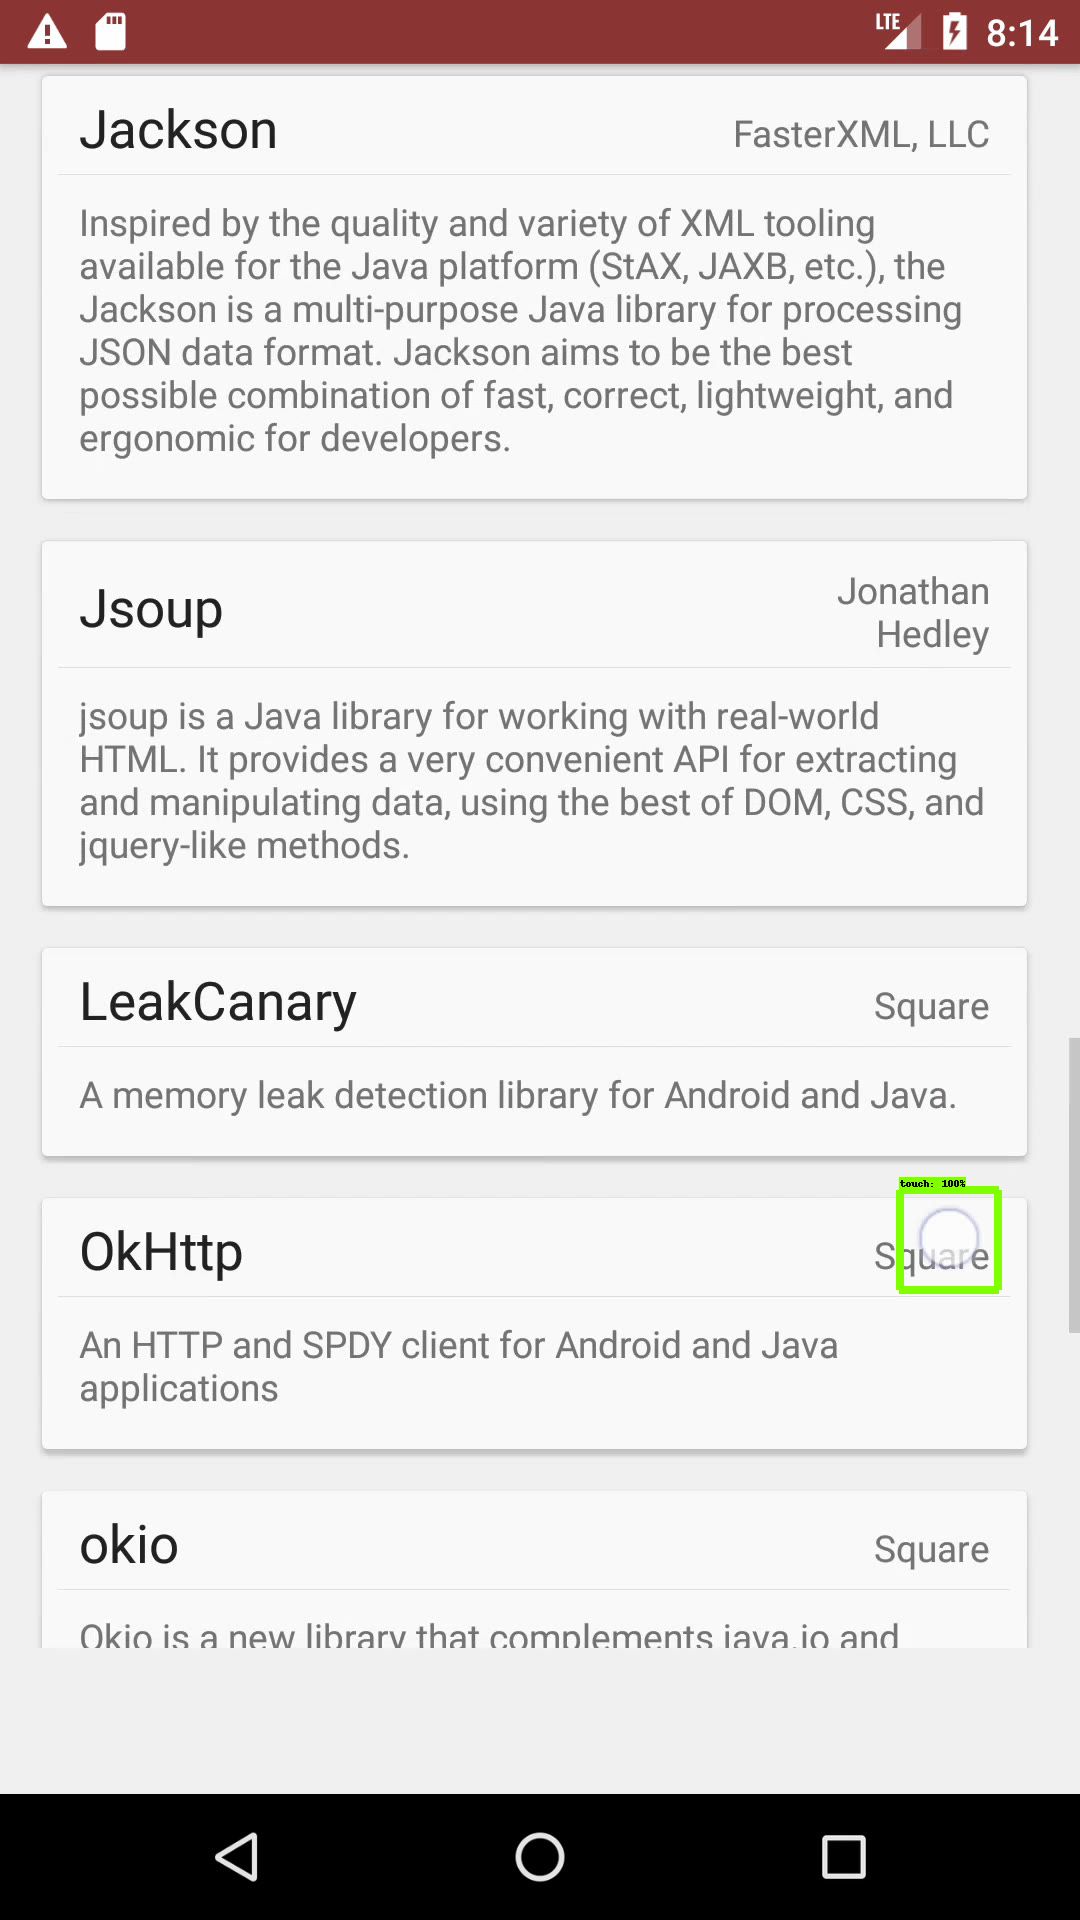 LTE 8:14
Jackson FasterXML, LLC
Inspired by the quality and variety of XML tooling
available for the Java platform (StAX, JAXB, etc.), the
Jackson is a multi-purpose Java library for processing
JSON data format. Jackson aims to be the best
possible combination of fast, correct, lightweight, and
ergonomic for developers.
Jsoup Jonathan
Hedley
jsoup is a Java library for working with real-world
HTML. It provides a very convenient API for extracting
and manipulating data, using the best of DOM, CSS, and
jquery-like methods.
LeakCanary Square
A memory leak detection library for Android and Java.
touch: 100%
OkHttp Square
An HTTP and SPDY client for Android and Java
applications
okio Square
Okio is a new library that complements java.io and